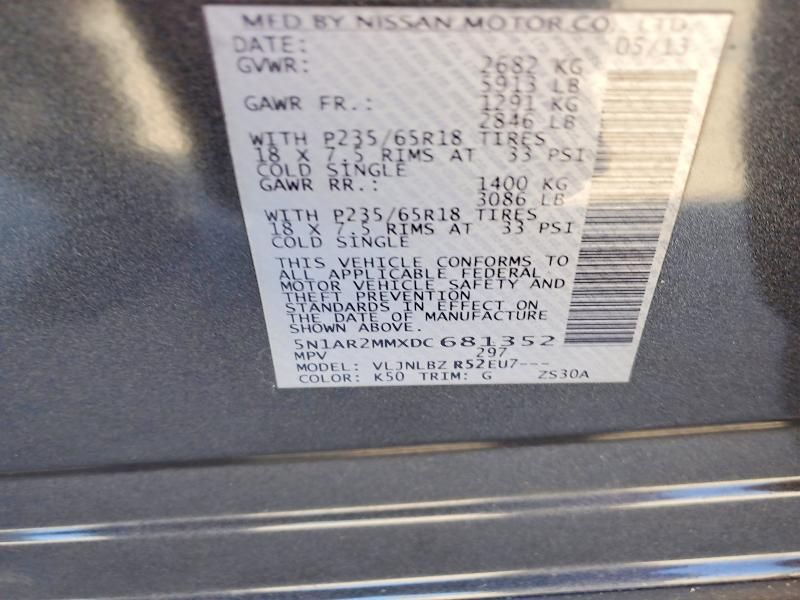 MFD BY NISSAN MOTOR CO., LTD.
DATE: 05/13
GVWR: 2682 KG
5913 LB
GAWR FR.: 1291 KG
2846 LB
WITH P235/65R18 TIRES
18 X 7.5 RIMS AT 33 PSI
COLD SINGLE
GAWR RR.: 1400 KG
3086 LB
WITH P235/65R18 TIRES
18 X 7.5 RIMS AT 33 PSI
COLD SINGLE
THIS VEHICLE CONFORMS TO
ALL APPLICABLE FEDERAL
MOTOR VEHICLE SAFETY AND
THEFT PREVENTION
STANDARDS IN EFFECT ON
THE DATE OF MANUFACTURE
SHOWN ABOVE.
5N1AR2MMXDC681352
MPV 297
MODEL: VLJNLBZ R52EU7---
COLOR: K50 TRIM: G ZS30A